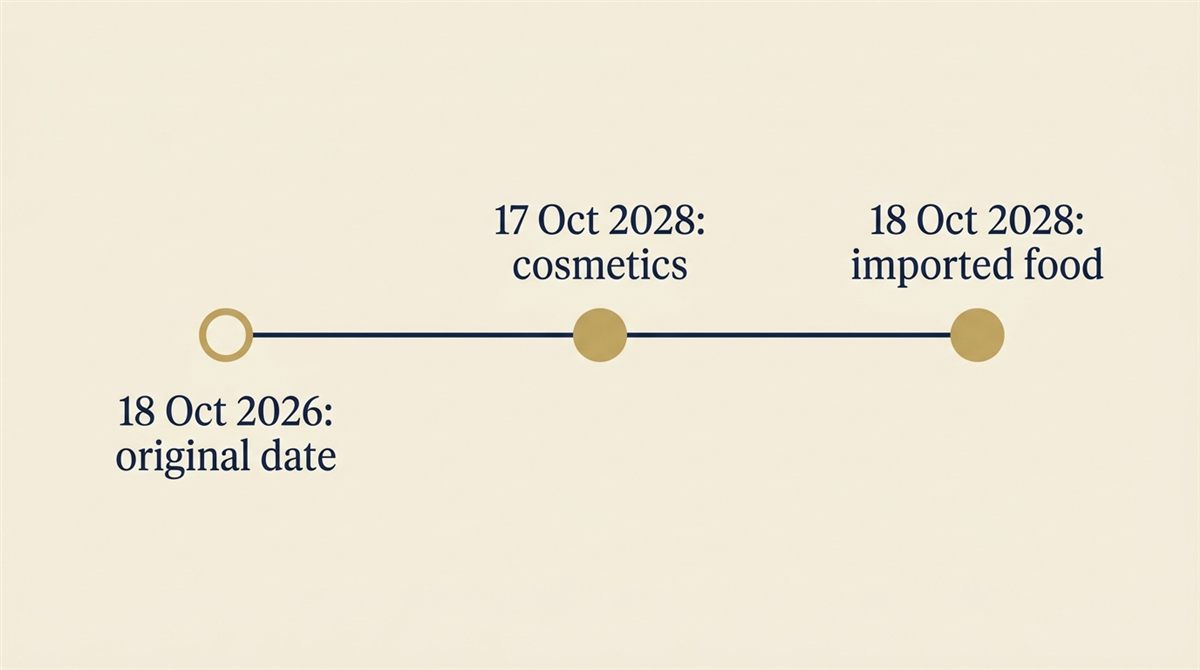 18 Oct 2026:
original date
17 Oct 2028:
cosmetics
18 Oct 2028:
imported food